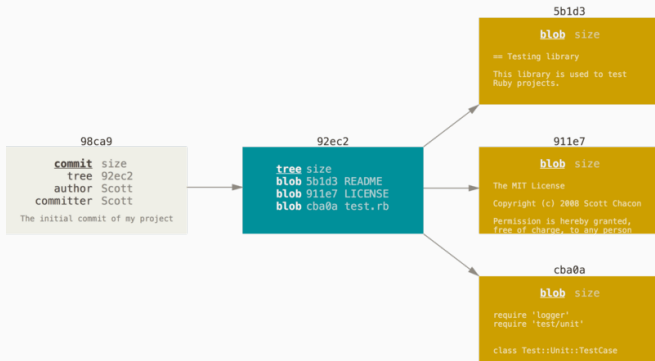 98ca9
commit size
tree 92ec2
author Scott
committer Scott
The initial commit of my project
92ec2
tree size
blob 5b1d3 README
blob 911e7 LICENSE
blob cba0a test.rb
5b1d3
blob size
== Testing library
This library is used to test
Ruby projects.
911e7
blob size
The MIT License
Copyright (c) 2008 Scott Chacon
Permission is hereby granted,
free of charge, to any person
cba0a
blob size
require 'logger'
require 'test/unit'
class Test::Unit::TestCase